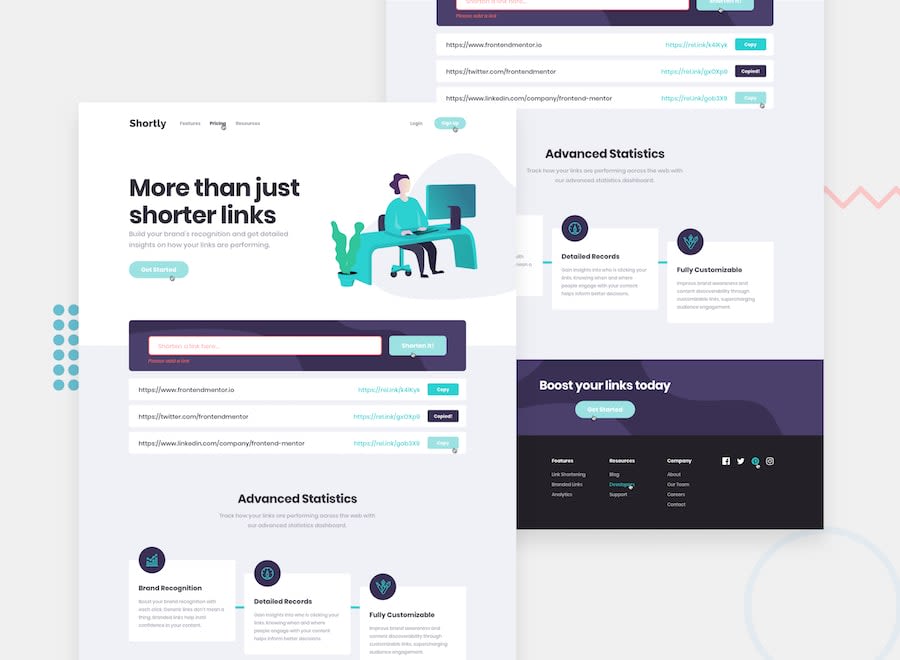 Shortly
Features
Pricing
Resources
Login
Sign Up
More than just
shorter links
Build your brand's recognition and get detailed
insights on how your links are performing.
Get Started
Shorten a link here...
Shorten It!
Please add a link
https://www.frontendmentor.io
https://rel.ink/k4lKyk
Copy
https://twitter.com/frontendmentor
https://rel.ink/gxOXp9
Copied!
https://www.linkedin.com/company/frontend-mentor
https://rel.ink/gob3X9
Copy
Advanced Statistics
Track how your links are performing across the web with
our advanced statistics dashboard.
Brand Recognition
Boost your brand recognition with
each click. Generic links don't mean a
thing. Branded links help instil
confidence in your content.
Detailed Records
Gain insights into who is clicking your
links. Knowing when and where
people engage with your content
helps inform better decisions.
Fully Customizable
Improve brand awareness and
content discoverability through
customizable links, supercharging
audience engagement.
Shorten a link here...
Shorten It!
Please add a link
https://www.frontendmentor.io
https://rel.ink/k4lKyk
Copy
https://twitter.com/frontendmentor
https://rel.ink/gxOXp9
Copied!
https://www.linkedin.com/company/frontend-mentor
https://rel.ink/gob3X9
Copy
Advanced Statistics
Track how your links are performing across the web with
our advanced statistics dashboard.
with
mean a
Detailed Records
Gain insights into who is clicking your
links. Knowing when and where
people engage with your content
helps inform better decisions.
Fully Customizable
Improve brand awareness and
content discoverability through
customizable links, supercharging
audience engagement.
Boost your links today
Get Started
Features
Link Shortening
Branded Links
Analytics
Resources
Blog
Developers
Support
Company
About
Our Team
Careers
Contact